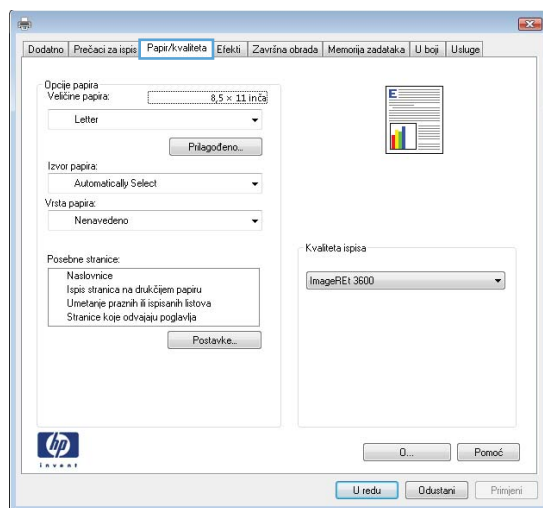 Dodatno Prečaci za ispis Papir/kvaliteta Efekti Završna obrada Memorija zadataka U boji Usluge
Opcije papira
Veličine papira: 8,5 × 11 inča
Letter
Prilagođeno...
Izvor papira:
Automatically Select
Vrsta papira:
Nenavedeno
Posebne stranice:
Naslovnice
Ispis stranica na drukčijem papiru
Umetanje praznih ili ispisanih listova
Stranice koje odvajaju poglavlja
Postavke...
E
Kvaliteta ispisa
ImageREt 3600
hp
invent
O...
Pomoć
U redu
Odustani
Primjeni